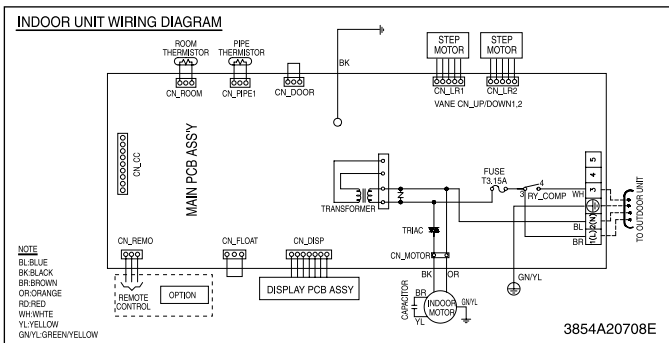 INDOOR UNIT WIRING DIAGRAM
ROOM THERMISTOR
PIPE THERMISTOR
STEP MOTOR
STEP MOTOR
BK
CN_ROOM
CN_PIPE1
CN_DOOR
CN_LR1
CN_LR2
VANE CN_UP/DOWN1,2
CN_CC
MAIN PCB ASS'Y
TRANSFORMER
FUSE
T3.15A
3
4
RY_COMP
WH
5
4
3
2(N)
1(L)
BL
BR
TO OUTDOOR UNIT
TRIAC
CN_MOTOR
BK
OR
GN/YL
NOTE
BL:BLUE
BK:BLACK
BR:BROWN
OR:ORANGE
RD:RED
WH:WHTE
YL:YELLOW
GN/YL:GREEN/YELLOW
CN_REMO
CN_FLOAT
CN_DISP
REMOTE CONTROL
OPTION
DISPLAY PCB ASSY
CAPACITOR
BR
YL
INDOOR MOTOR
GN/YL
3854A20708E